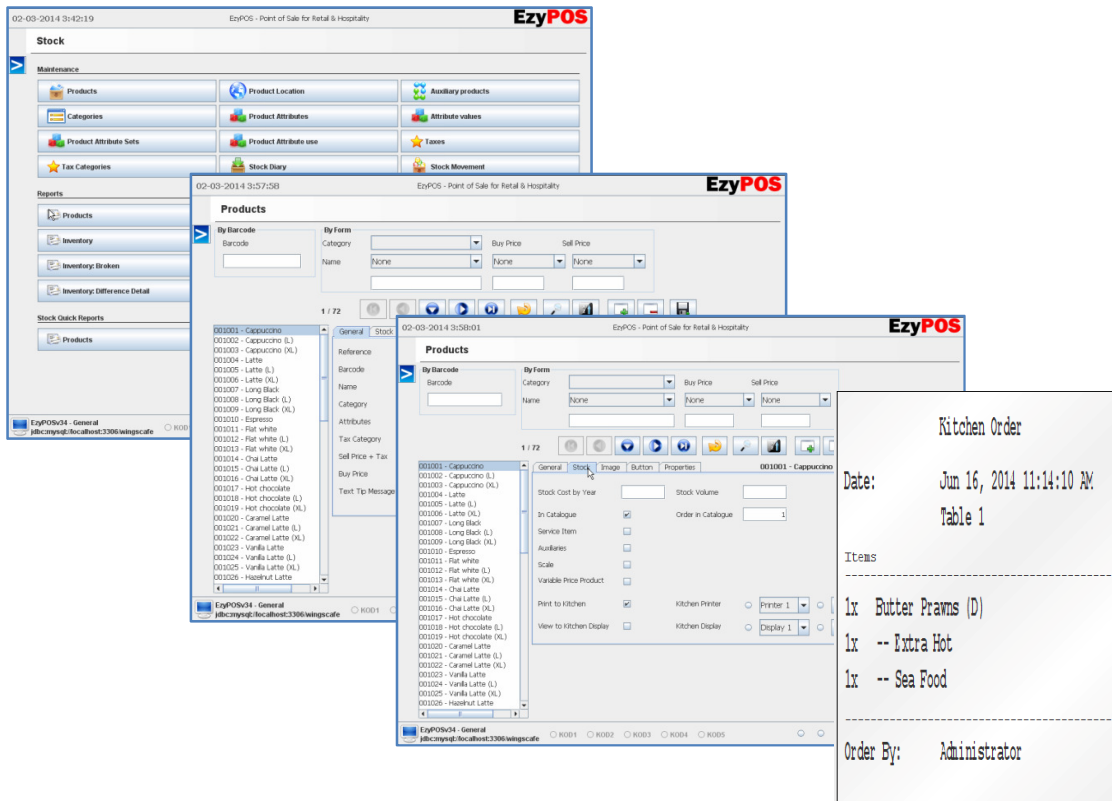 02-03-2014 3:42:19 EzyPOS - Point of Sale for Retail & Hospitality EzyPOS
Stock
>
Maintenance
Products Product Location Auxiliary products
Categories Product Attributes Attribute values
Product Attribute Sets Product Attribute use Taxes
Tax Categories Stock Diary Stock Movement
Reports
Products
Inventory
Inventory: Broken
Inventory: Difference Detail
Stock Quick Reports
Products
EzyPOSv34 - General
jdbc:mysql://localhost:3306/wingscafe KOD
02-03-2014 3:57:58 EzyPOS - Point of Sale for Retail & Hospitality EzyPOS
Products
>
By Barcode By Form
Barcode Category Buy Price Sell Price
Name None None None
1 / 72
001001 - Cappuccino
001002 - Cappuccino (L)
001003 - Cappuccino (XL)
001004 - Latte
001005 - Latte (L)
001006 - Latte (XL)
001007 - Long Black
001008 - Long Black (L)
001009 - Long Black (XL)
001010 - Espresso
001011 - Flat white
001012 - Flat white (L)
001013 - Flat white (XL)
001014 - Chai Latte
001015 - Chai Latte (L)
001016 - Chai Latte (XL)
001017 - Hot chocolate
001018 - Hot chocolate (L)
001019 - Hot chocolate (XL)
001020 - Caramel Latte
001021 - Caramel Latte (L)
001022 - Caramel Latte (XL)
001023 - Vanilla Latte
001024 - Vanilla Latte (L)
001025 - Vanilla Latte (XL)
001026 - Hazelnut Latte
General Stock
Reference
Barcode
Name
Category
Attributes
Tax Category
Sell Price + Tax
Buy Price
Text Tip Message
EzyPOSv34 - General
jdbc:mysql://localhost:3306/wingscafe KOD1
02-03-2014 3:58:01 EzyPOS - Point of Sale for Retail & Hospitality EzyPOS
Products
>
By Barcode By Form
Barcode Category Buy Price Sell Price
Name None None None
1 / 72
001001 - Cappuccino
001002 - Cappuccino (L)
001003 - Cappuccino (XL)
001004 - Latte
001005 - Latte (L)
001006 - Latte (XL)
001007 - Long Black
001008 - Long Black (L)
001009 - Long Black (XL)
001010 - Espresso
001011 - Flat white
001012 - Flat white (L)
001013 - Flat white (XL)
001014 - Chai Latte
001015 - Chai Latte (L)
001016 - Chai Latte (XL)
001017 - Hot chocolate
001018 - Hot chocolate (L)
001019 - Hot chocolate (XL)
001020 - Caramel Latte
001021 - Caramel Latte (L)
001022 - Caramel Latte (XL)
001023 - Vanilla Latte
001024 - Vanilla Latte (L)
001025 - Vanilla Latte (XL)
001026 - Hazelnut Latte
General Stock Image Button Properties 001001 - Cappuccino
Stock Cost by Year Stock Volume
In Catalogue Order in Catalogue 1
Service Item
Auxiliaries
Scale
Variable Price Product
Print to Kitchen Kitchen Printer Printer 1
View to Kitchen Display Kitchen Display Display 1
EzyPOSv34 - General
jdbc:mysql://localhost:3306/wingscafe KOD1 KOD2 KOD3 KOD4 KOD5
Kitchen Order
Date: Jun 16, 2014 11:14:10 AM
Table 1
Items
1x Butter Prawns (D)
1x -- Extra Hot
1x -- Sea Food
Order By: Administrator